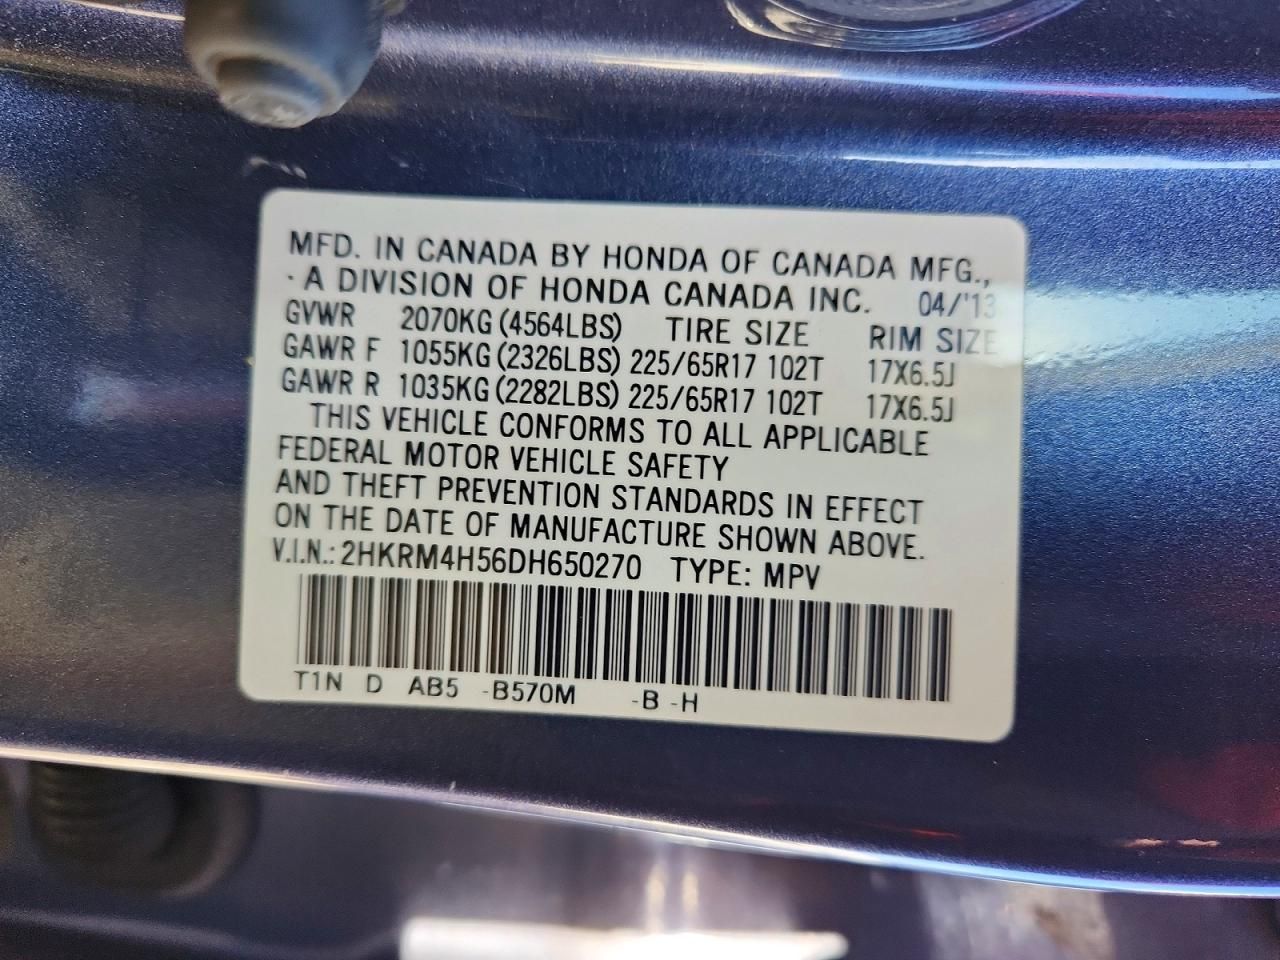 MFD. IN CANADA BY HONDA OF CANADA MFG.,
- A DIVISION OF HONDA CANADA INC. 04/'13
GVWR 2070KG (4564LBS) TIRE SIZE RIM SIZE
GAWR F 1055KG (2326LBS) 225/65R17 102T 17X6.5J
GAWR R 1035KG (2282LBS) 225/65R17 102T 17X6.5J
THIS VEHICLE CONFORMS TO ALL APPLICABLE
FEDERAL MOTOR VEHICLE SAFETY
AND THEFT PREVENTION STANDARDS IN EFFECT
ON THE DATE OF MANUFACTURE SHOWN ABOVE.
V.I.N.: 2HKRM4H56DH650270 TYPE: MPV
T1N D AB5 -B570M -B -H